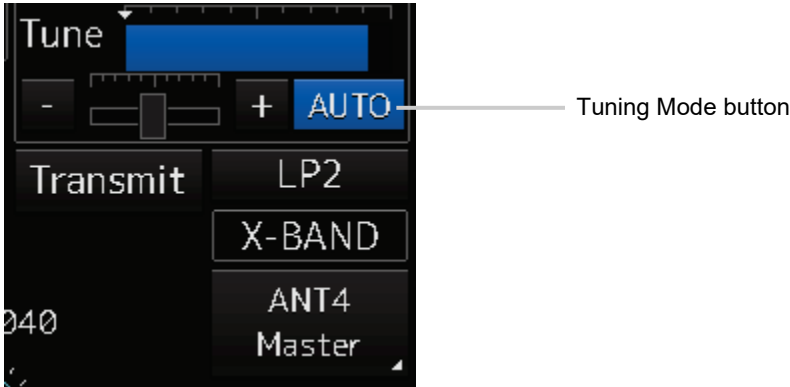 Tune
- + AUTO
Tuning Mode button
Transmit LP2
X-BAND
ANT4
040
Master